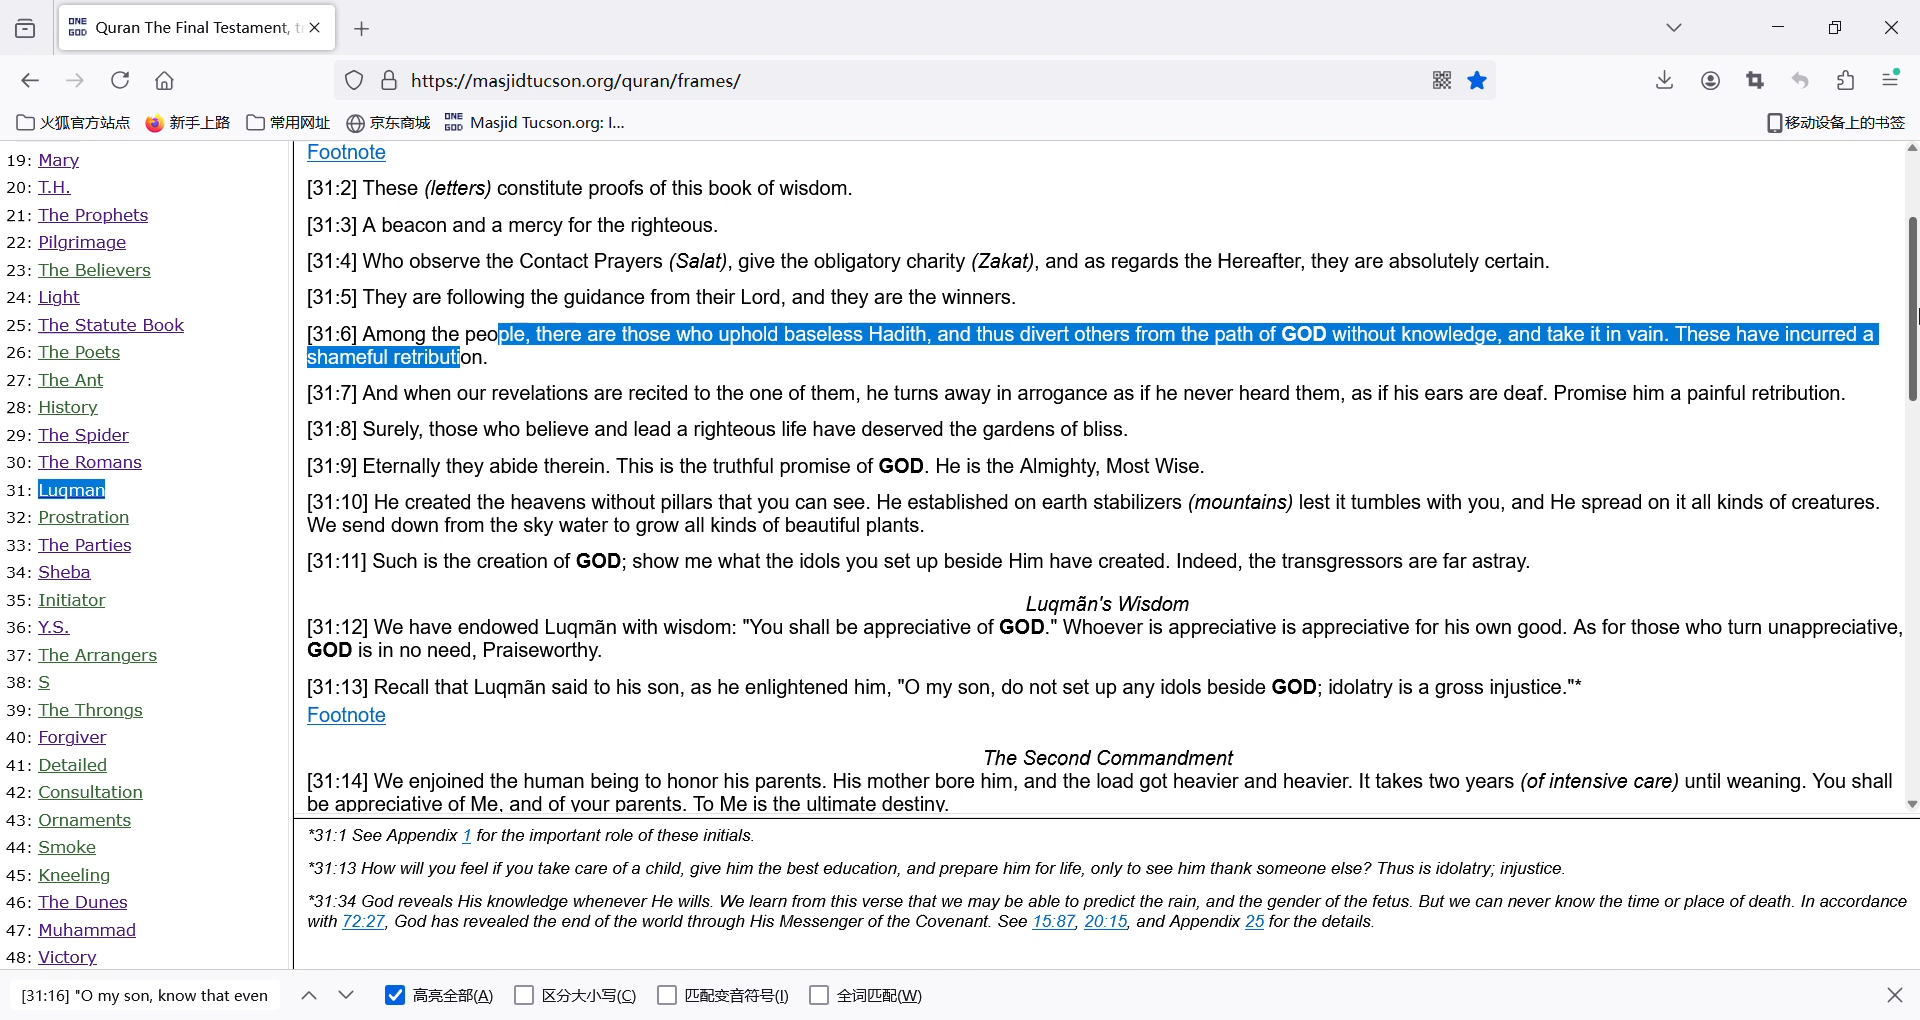 ONE GOD Quran The Final Testament, t
https://masjidtucson.org/quran/frames/
火狐官方站点 新手上路 常用网址 京东商城 ONE GOD Masjid Tucson.org: I... 移动设备上的书签
19: Mary
20: T.H.
21: The Prophets
22: Pilgrimage
23: The Believers
24: Light
25: The Statute Book
26: The Poets
27: The Ant
28: History
29: The Spider
30: The Romans
31: Luqman
32: Prostration
33: The Parties
34: Sheba
35: Initiator
36: Y.S.
37: The Arrangers
38: S
39: The Throngs
40: Forgiver
41: Detailed
42: Consultation
43: Ornaments
44: Smoke
45: Kneeling
46: The Dunes
47: Muhammad
48: Victory
Footnote
[31:2] These (letters) constitute proofs of this book of wisdom.
[31:3] A beacon and a mercy for the righteous.
[31:4] Who observe the Contact Prayers (Salat), give the obligatory charity (Zakat), and as regards the Hereafter, they are absolutely certain.
[31:5] They are following the guidance from their Lord, and they are the winners.
[31:6] Among the people, there are those who uphold baseless Hadith, and thus divert others from the path of GOD without knowledge, and take it in vain. These have incurred a
shameful retribution.
[31:7] And when our revelations are recited to the one of them, he turns away in arrogance as if he never heard them, as if his ears are deaf. Promise him a painful retribution.
[31:8] Surely, those who believe and lead a righteous life have deserved the gardens of bliss.
[31:9] Eternally they abide therein. This is the truthful promise of GOD. He is the Almighty, Most Wise.
[31:10] He created the heavens without pillars that you can see. He established on earth stabilizers (mountains) lest it tumbles with you, and He spread on it all kinds of creatures.
We send down from the sky water to grow all kinds of beautiful plants.
[31:11] Such is the creation of GOD; show me what the idols you set up beside Him have created. Indeed, the transgressors are far astray.
Luqmãn's Wisdom
[31:12] We have endowed Luqmãn with wisdom: "You shall be appreciative of GOD." Whoever is appreciative is appreciative for his own good. As for those who turn unappreciative,
GOD is in no need, Praiseworthy.
[31:13] Recall that Luqmãn said to his son, as he enlightened him, "O my son, do not set up any idols beside GOD; idolatry is a gross injustice."*
Footnote
The Second Commandment
[31:14] We enjoined the human being to honor his parents. His mother bore him, and the load got heavier and heavier. It takes two years (of intensive care) until weaning. You shall
be appreciative of Me, and of your parents. To Me is the ultimate destiny.
*31:1 See Appendix 1 for the important role of these initials.
*31:13 How will you feel if you take care of a child, give him the best education, and prepare him for life, only to see him thank someone else? Thus is idolatry; injustice.
*31:34 God reveals His knowledge whenever He wills. We learn from this verse that we may be able to predict the rain, and the gender of the fetus. But we can never know the time or place of death. In accordance
with 72:27, God has revealed the end of the world through His Messenger of the Covenant. See 15:87, 20:15, and Appendix 25 for the details.
[31:16] "O my son, know that even 高亮全部(A) 区分大小写(C) 匹配变音符号(I) 全词匹配(W)